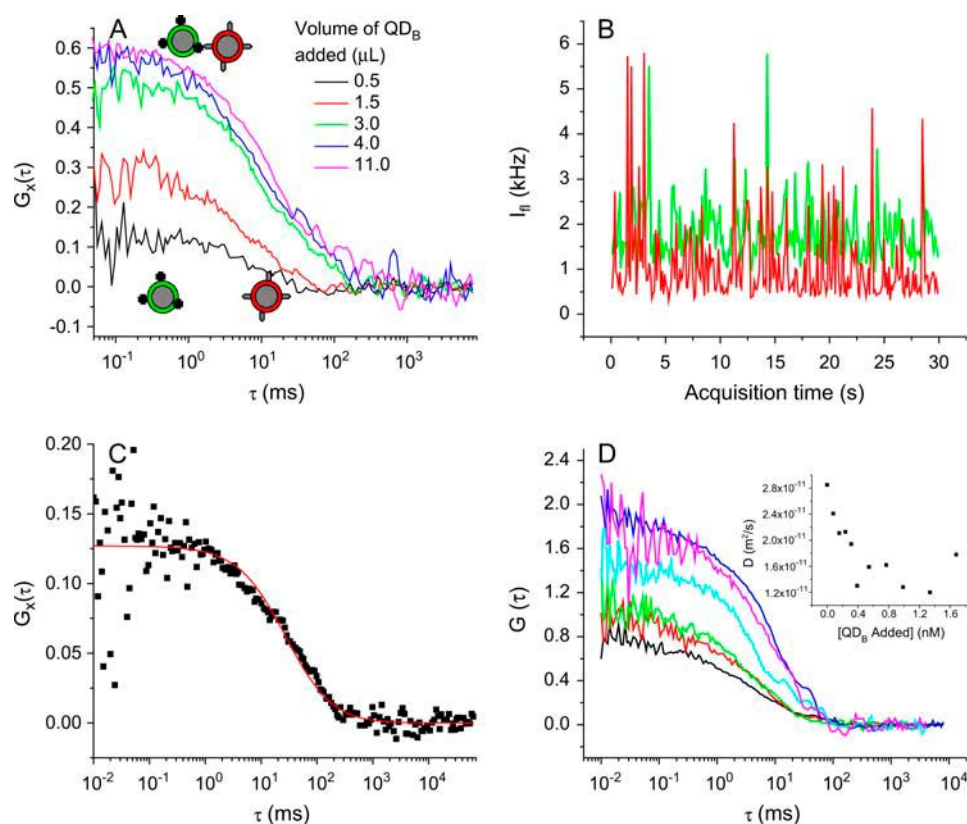 A
Volume of QD_B
added (μL)
0.5
1.5
3.0
4.0
11.0
0.6
0.5
0.4
0.3
0.2
0.1
0.0
-0.1
G_x(τ)
10^-1 10^0 10^1 10^2 10^3
τ (ms)
B
6
5
4
3
2
1
0
I_fl (kHz)
0 5 10 15 20 25 30
Acquisition time (s)
C
0.20
0.15
0.10
0.05
0.00
G_x(τ)
10^-2 10^-1 10^0 10^1 10^2 10^3 10^4
τ (ms)
D
2.4
2.0
1.6
1.2
0.8
0.4
0.0
G (τ)
10^-2 10^-1 10^0 10^1 10^2 10^3 10^4
τ (ms)
2.8x10^-11
2.4x10^-11
2.0x10^-11
1.6x10^-11
1.2x10^-11
D (m^2/s)
0.0 0.4 0.8 1.2 1.6
[QD_B Added] (nM)